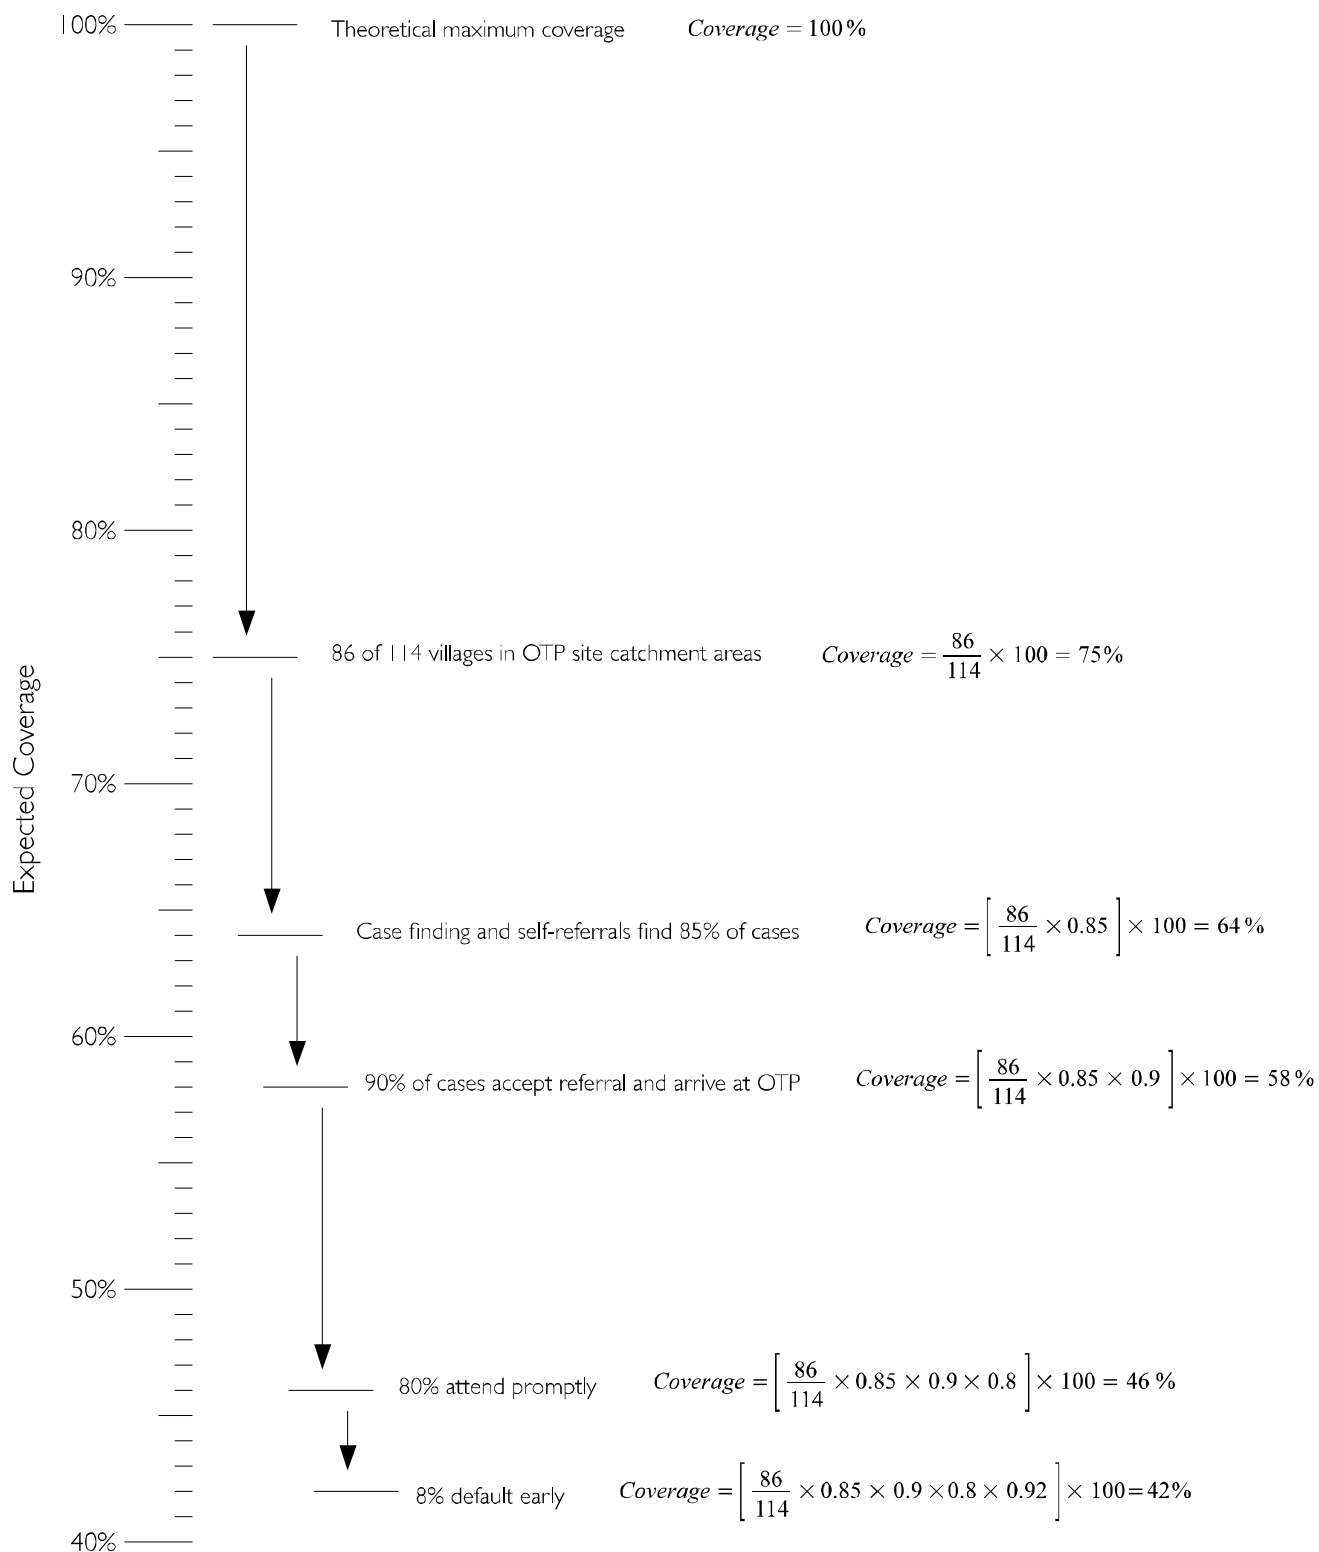 100%
Theoretical maximum coverage
Coverage = 100%
90%
80%
86 of 114 villages in OTP site catchment areas
Coverage = 86/114 × 100 = 75%
Expected Coverage
70%
Case finding and self-referrals find 85% of cases
Coverage = [86/114 × 0.85] × 100 = 64%
60%
90% of cases accept referral and arrive at OTP
Coverage = [86/114 × 0.85 × 0.9] × 100 = 58%
50%
80% attend promptly
Coverage = [86/114 × 0.85 × 0.9 × 0.8] × 100 = 46%
8% default early
Coverage = [86/114 × 0.85 × 0.9 × 0.8 × 0.92] × 100 = 42%
40%